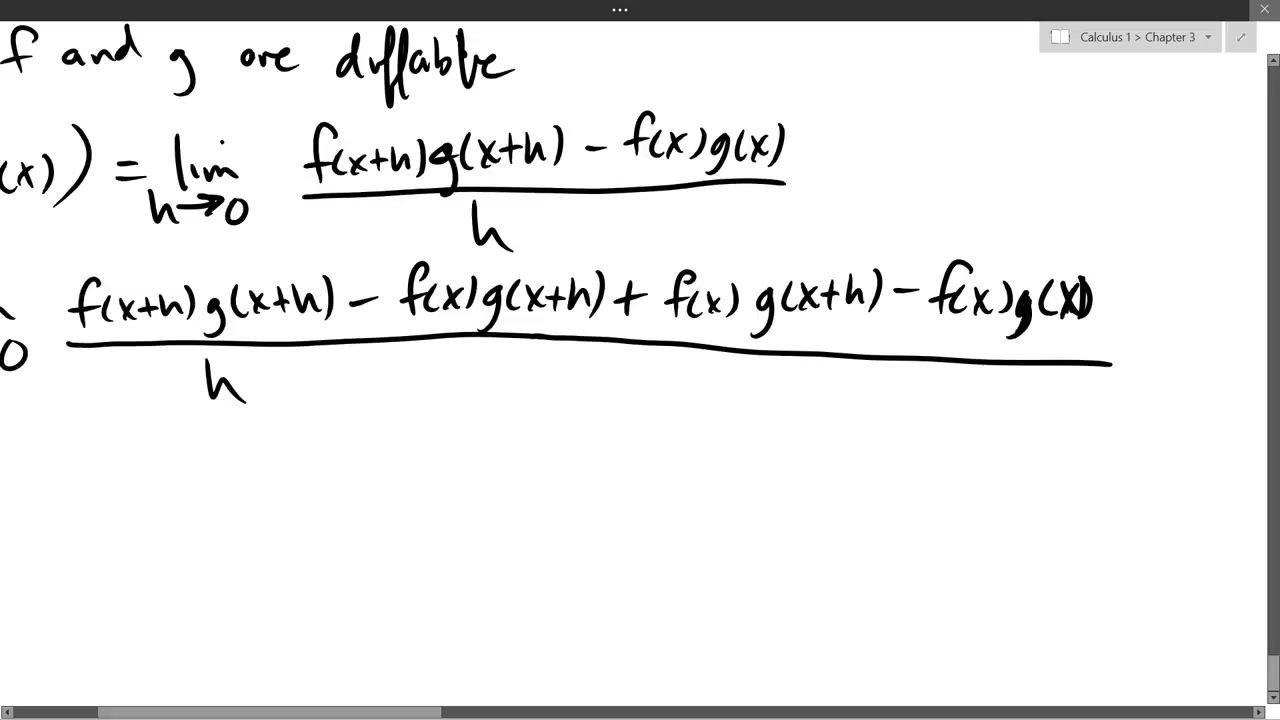 ...
Calculus 1 > Chapter 3
f and g are diffable
(x)) = lim h→0 f(x+h)g(x+h) - f(x)g(x) / h
0 f(x+h)g(x+h) - f(x)g(x+h) + f(x)g(x+h) - f(x)g(x) / h